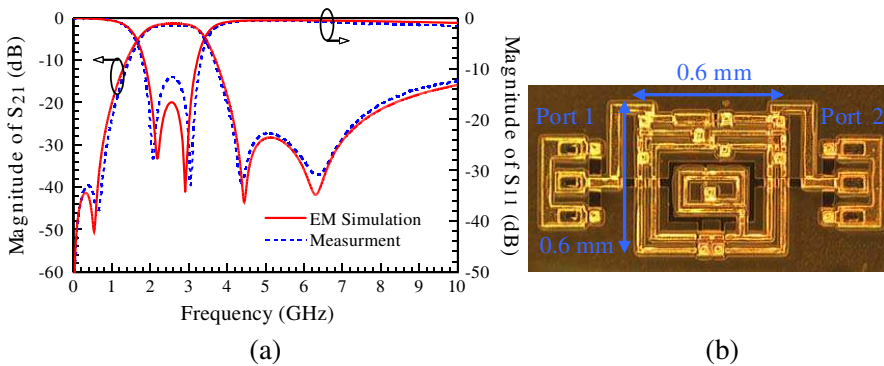 Magnitude of S21 (dB)
0
−10
−20
−30
−40
−50
−60
0 1 2 3 4 5 6 7 8 9 10
Frequency (GHz)
0
−10
−20
−30
−40
−50
Magnitude of S11 (dB)
EM Simulation
Measurment
(a)
0.6 mm
Port 1
Port 2
0.6 mm
(b)